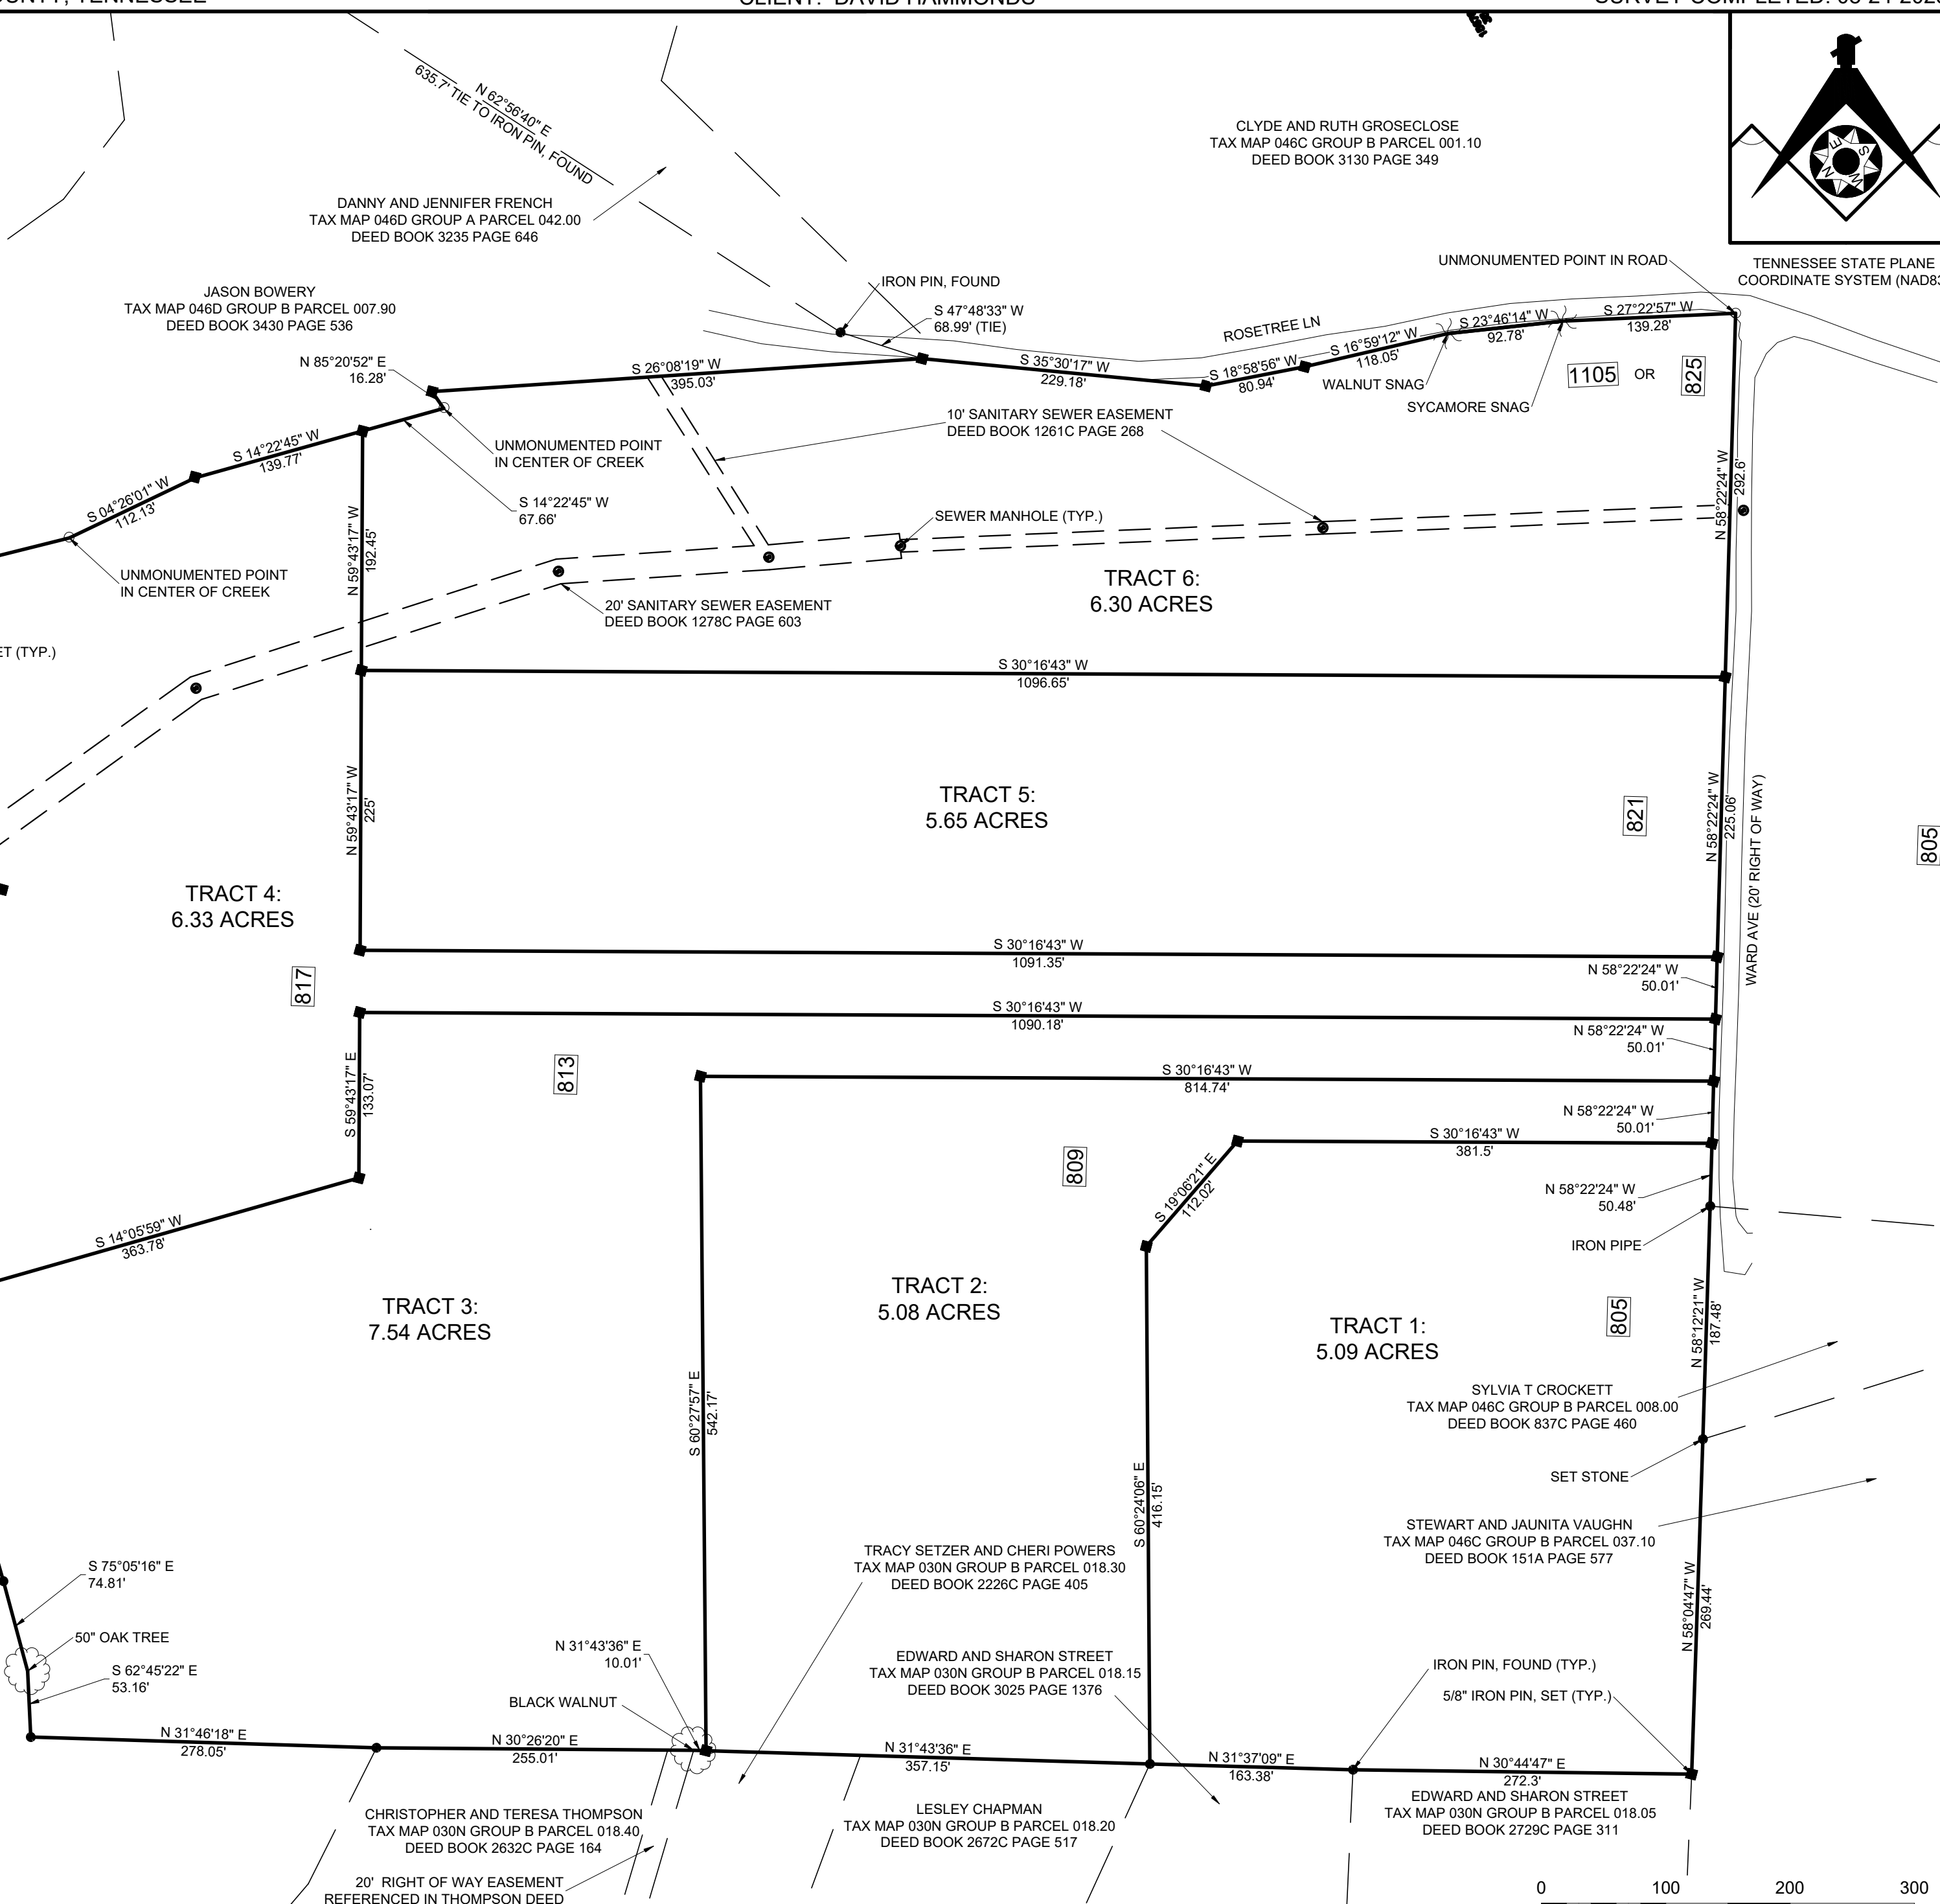 CLIENT: DAVID HAMMONDS
TENNESSEE
SURVEY COMPLETED:
N 62°56'40" E
635.7' TIE TO IRON PIN, FOUND
CLYDE AND RUTH GROSECLOSE
TAX MAP 046C GROUP B PARCEL 001.10
DEED BOOK 3130 PAGE 349
E
S
N
W
TENNESSEE STATE PLANE
COORDINATE SYSTEM (NAD83
DANNY AND JENNIFER FRENCH
TAX MAP 046D GROUP A PARCEL 042.00
DEED BOOK 3235 PAGE 646
UNMONUMENTED POINT IN ROAD
JASON BOWERY
TAX MAP 046D GROUP B PARCEL 007.90
DEED BOOK 3430 PAGE 536
IRON PIN, FOUND
S 47°48'33" W
68.99' (TIE)
ROSETREE LN
S 27°22'57" W
139.28'
S 23°46'14" W
92.78'
S 16°59'12" W
118.05'
S 18°58'56" W
80.94'
S 35°30'17" W
229.18'
S 26°08'19" W
395.03'
N 85°20'52" E
16.28'
WALNUT SNAG
SYCAMORE SNAG
1105 OR 825
10' SANITARY SEWER EASEMENT
DEED BOOK 1261C PAGE 268
UNMONUMENTED POINT
IN CENTER OF CREEK
S 14°22'45" W
139.77'
S 04°26'01" W
112.13'
S 14°22'45" W
67.66'
SEWER MANHOLE (TYP.)
N 59°43'17" W
192.45'
N 58°22'24" W
292.6'
UNMONUMENTED POINT
IN CENTER OF CREEK
20' SANITARY SEWER EASEMENT
DEED BOOK 1278C PAGE 603
TRACT 6:
6.30 ACRES
ET (TYP.)
S 30°16'43" W
1096.65'
N 59°43'17" W
225'
TRACT 5:
5.65 ACRES
821
N 58°22'24" W
225.06'
WARD AVE (20' RIGHT OF WAY)
805
TRACT 4:
6.33 ACRES
817
S 30°16'43" W
1091.35'
N 58°22'24" W
50.01'
S 30°16'43" W
1090.18'
N 58°22'24" W
50.01'
S 59°43'17" E
133.07'
813
S 30°16'43" W
814.74'
N 58°22'24" W
50.01'
S 30°16'43" W
381.5'
809
S 19°06'21" E
112.02'
N 58°22'24" W
50.48'
IRON PIPE
S 14°05'59" W
363.78'
TRACT 3:
7.54 ACRES
TRACT 2:
5.08 ACRES
TRACT 1:
5.09 ACRES
805
N 58°12'21" W
187.48'
S 60°27'57" E
542.17'
SYLVIA T CROCKETT
TAX MAP 046C GROUP B PARCEL 008.00
DEED BOOK 837C PAGE 460
SET STONE
S 60°24'06" E
416.15'
STEWART AND JAUNITA VAUGHN
TAX MAP 046C GROUP B PARCEL 037.10
DEED BOOK 151A PAGE 577
N 58°04'47" W
269.44'
TRACY SETZER AND CHERI POWERS
TAX MAP 030N GROUP B PARCEL 018.30
DEED BOOK 2226C PAGE 405
S 75°05'16" E
74.81'
50" OAK TREE
S 62°45'22" E
53.16'
N 31°43'36" E
10.01'
BLACK WALNUT
EDWARD AND SHARON STREET
TAX MAP 030N GROUP B PARCEL 018.15
DEED BOOK 3025 PAGE 1376
IRON PIN, FOUND (TYP.)
5/8" IRON PIN, SET (TYP.)
N 31°46'18" E
278.05'
N 30°26'20" E
255.01'
N 31°43'36" E
357.15'
N 31°37'09" E
163.38'
N 30°44'47" E
272.3'
EDWARD AND SHARON STREET
TAX MAP 030N GROUP B PARCEL 018.05
DEED BOOK 2729C PAGE 311
CHRISTOPHER AND TERESA THOMPSON
TAX MAP 030N GROUP B PARCEL 018.40
DEED BOOK 2632C PAGE 164
LESLEY CHAPMAN
TAX MAP 030N GROUP B PARCEL 018.20
DEED BOOK 2672C PAGE 517
20' RIGHT OF WAY EASEMENT
REFERENCED IN THOMPSON DEED
0 100 200 300